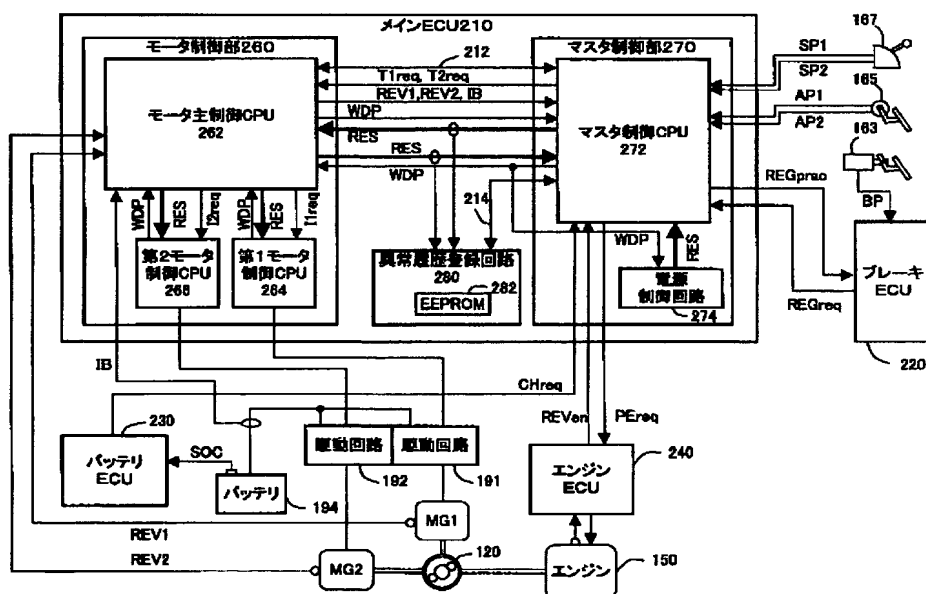 メインECU210
モータ制御部260
212
マスタ制御部270
167
SP1
SP2
T1req, T2req
REV1,REV2, IB
165
AP1
AP2
モータ主制御CPU
262
WDP
RES
マスタ制御CPU
272
163
RES
WDP
REGprac
BP
WDP
RES
I2req
WDP
RES
I1req
214
WDP
RES
第2モータ
制御CPU
268
第1モータ
制御CPU
264
異常履歴登録回路
280
282
EEPROM
電源
制御回路
274
ブレーキ
ECU
REGreq
220
IB
CHreq
230
REVen
PEreq
240
バッテリ
ECU
SOC
バッテリ
194
駆動回路
駆動回路
192
191
エンジン
ECU
REV1
REV2
MG1
MG2
120
エンジン
150